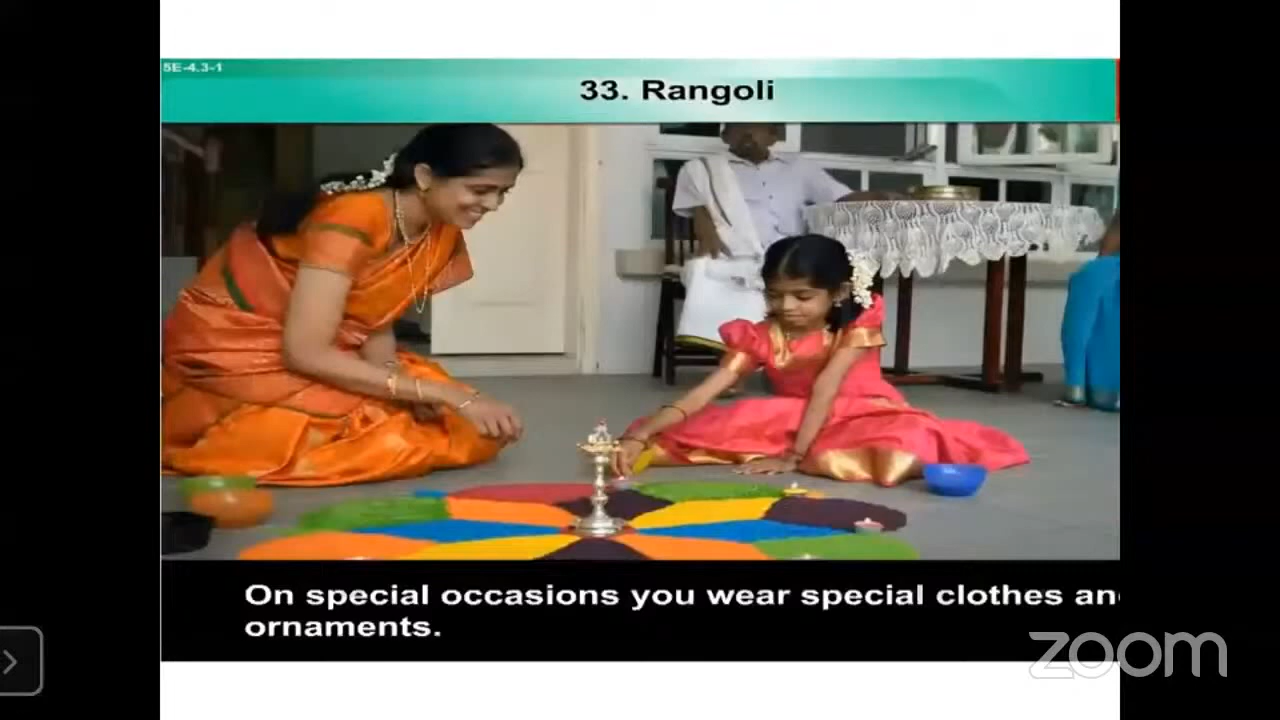 5E-4.3-1
33. Rangoli
On special occasions you wear special clothes an
ornaments.
zoom